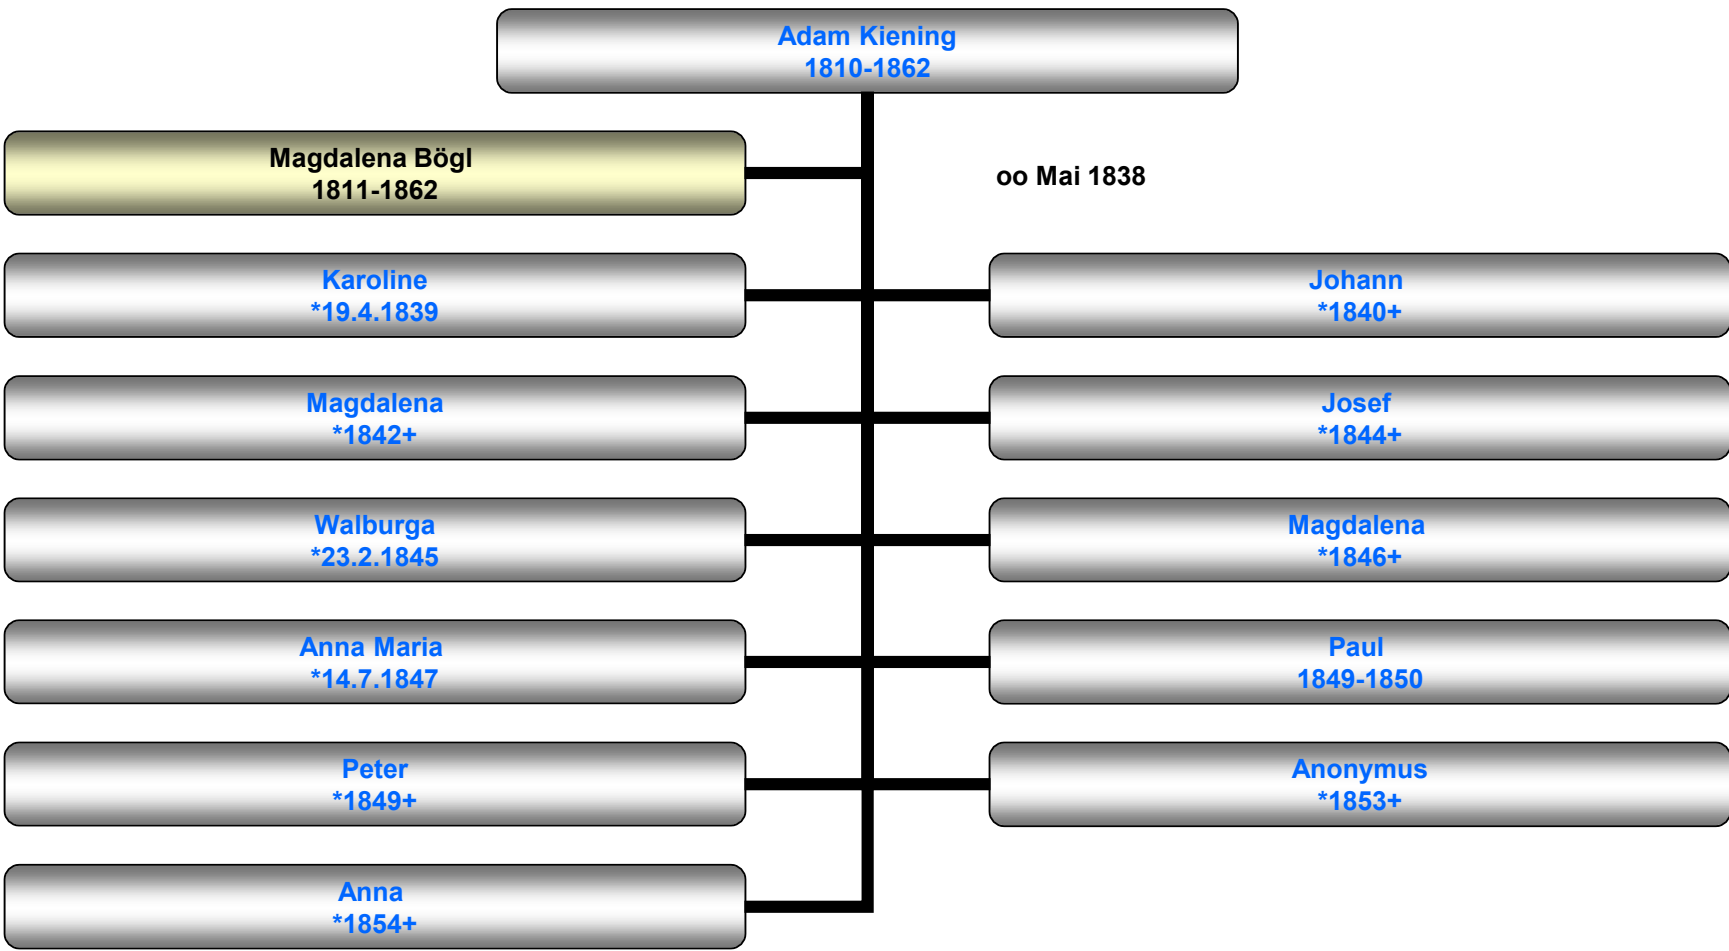 Adam Kiening
1810-1862
Magdalena Bögl
1811-1862
oo Mai 1838
Karoline
*19.4.1839
Johann
*1840+
Magdalena
*1842+
Josef
*1844+
Walburga
*23.2.1845
Magdalena
*1846+
Anna Maria
*14.7.1847
Paul
1849-1850
Peter
*1849+
Anonymus
*1853+
Anna
*1854+